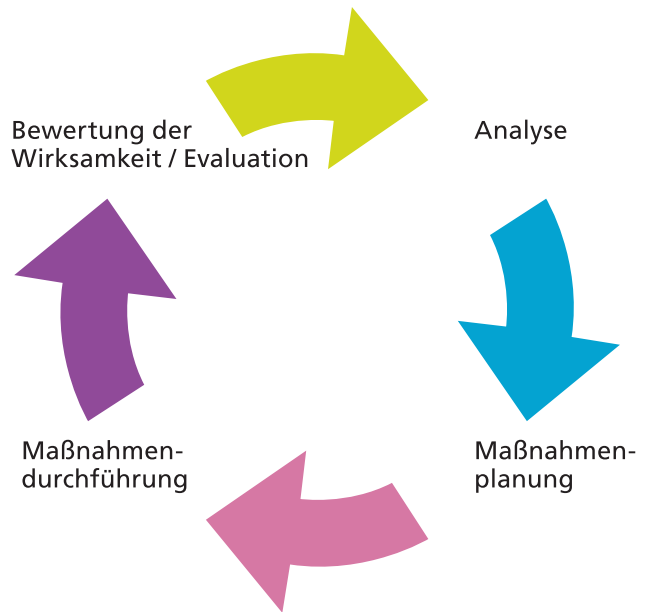 Bewertung der
Wirksamkeit / Evaluation
Analyse
Maßnahmen-
durchführung
Maßnahmen-
planung